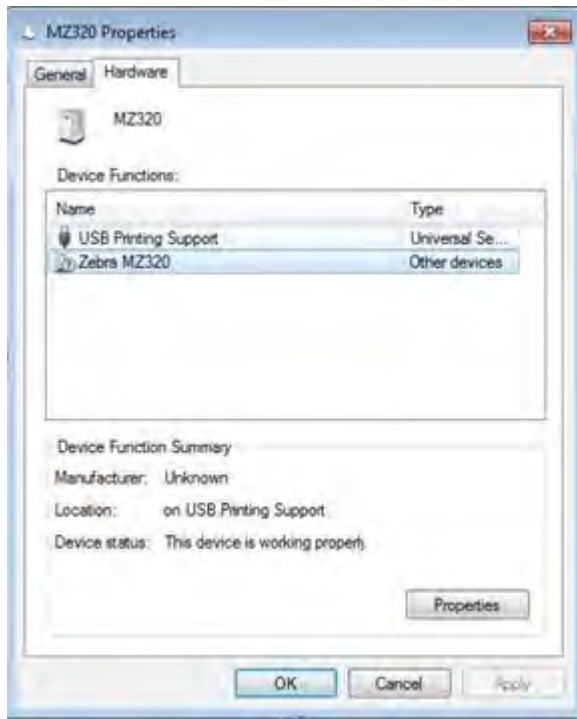 MZ320 Properties
General Hardware
MZ320
Device Functions:
Name Type
USB Printing Support Universal Se...
Zebra MZ320 Other devices
Device Function Summary
Manufacturer: Unknown
Location: on USB Printing Support
Device status: This device is working properly
Properties
OK Cancel Apply